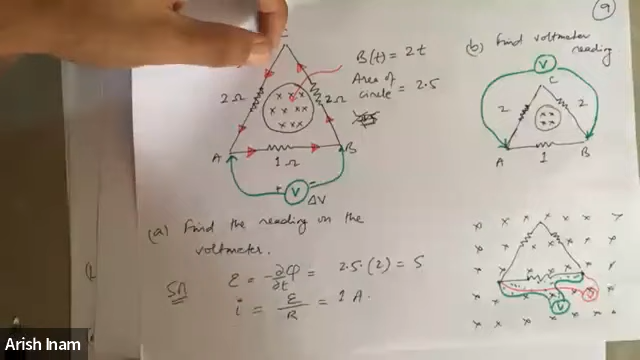 9
B(t) = 2t
Area of
circle = 2.5
2Ω
2Ω
A
B
1Ω
+ V −
ΔV
(b) Find voltmeter
reading.
V
C
2
2
A
B
1
(a) Find the reading on the
voltmeter.
Sol
ε = -∂φ/∂t = 2.5.(2) = 5
i = ε/R = 1 A.
V
V
Arish Inam